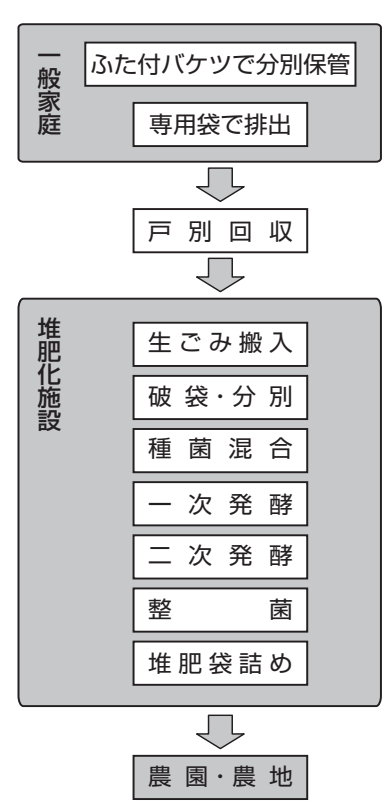 一般家庭
ふた付バケツで分別保管
専用袋で排出
戸別回収
堆肥化施設
生ごみ搬入
破袋・分別
種菌混合
一次発酵
二次発酵
整菌
堆肥袋詰め
農園・農地